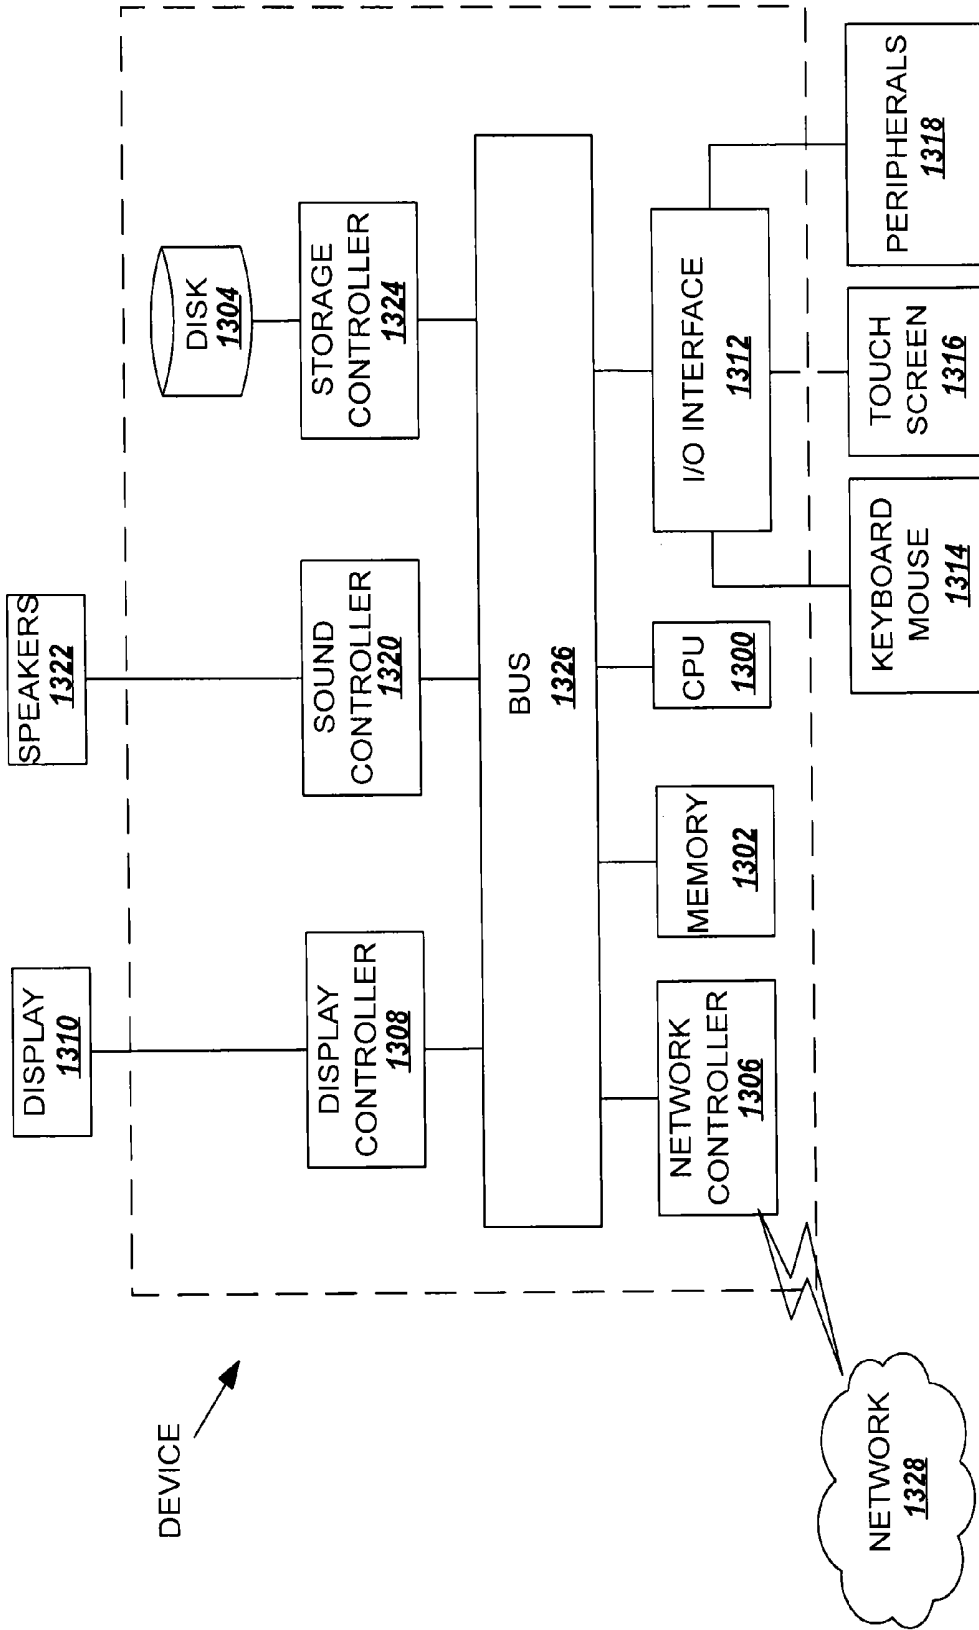 DEVICE
DISPLAY
1310
SPEAKERS
1322
DISPLAY
CONTROLLER
1308
SOUND
CONTROLLER
1320
STORAGE
CONTROLLER
1324
DISK
1304
BUS
1326
NETWORK
CONTROLLER
1306
MEMORY
1302
CPU
1300
I/O INTERFACE
1312
NETWORK
1328
KEYBOARD
MOUSE
1314
TOUCH
SCREEN
1316
PERIPHERALS
1318